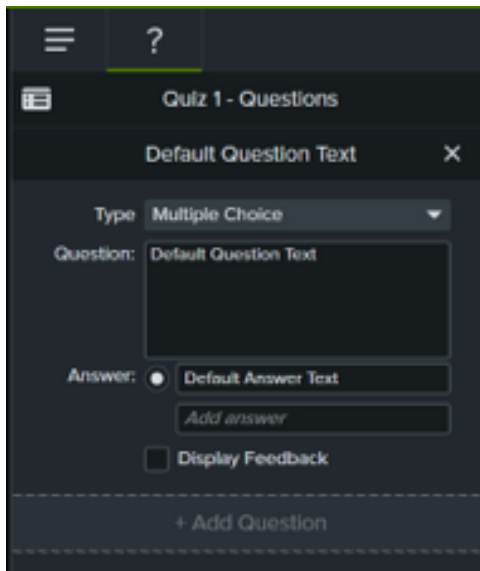 ?
Quiz 1 - Questions
Default Question Text
Type Multiple Choice
Question: Default Question Text
Answer: Default Answer Text
Add answer
Display Feedback
+ Add Question